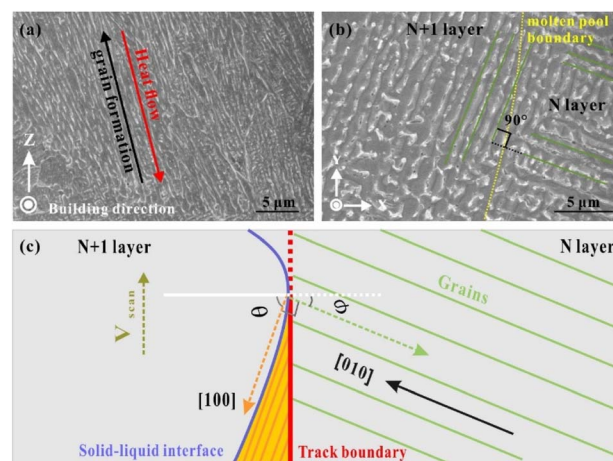 (a)
grain formation
Heat flow
Z
Building direction
5 μm
(b)
N+1 layer
molten pool
boundary
N layer
90°
Y
X
5 μm
(c)
N+1 layer
N layer
V scan
θ
ϕ
Grains
[100]
[010]
Solid-liquid interface
Track boundary